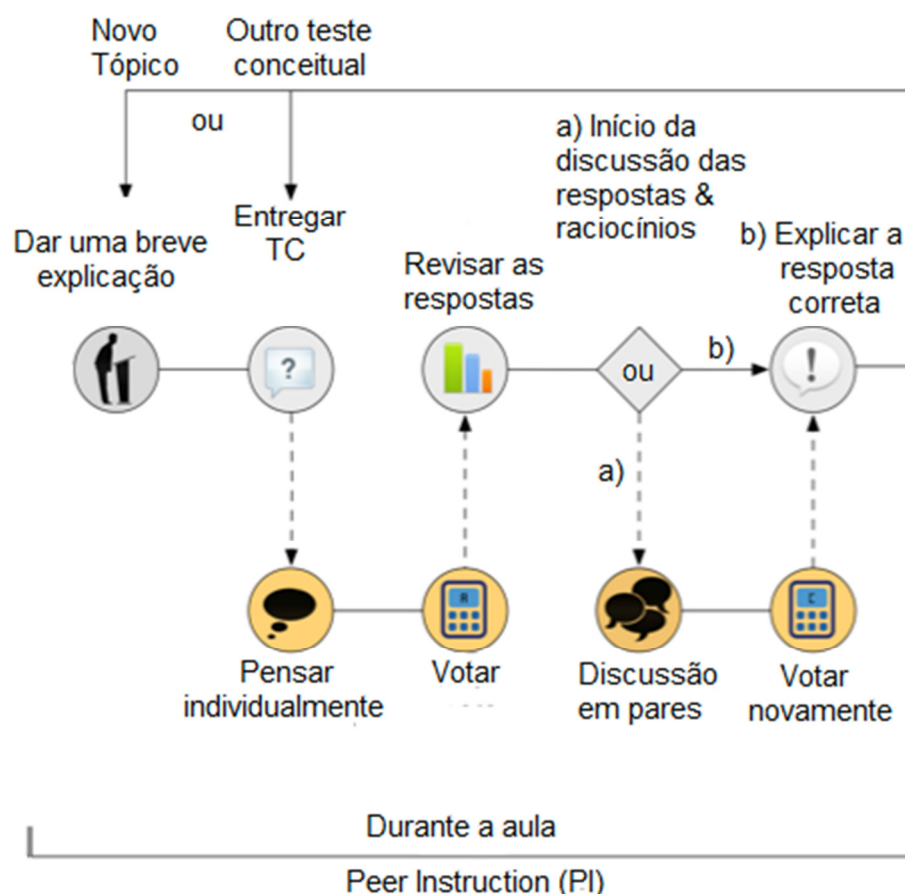 Novo
Tópico
Outro teste
conceitual
ou
Dar uma breve
explicação
Entregar
TC
Revisar as
respostas
a) Início da
discussão das
respostas &
raciocínios
b) Explicar a
resposta
correta
?
ou
b)
!
a)
R
C
Pensar
individualmente
Votar
Discussão
em pares
Votar
novamente
Durante a aula
Peer Instruction (PI)